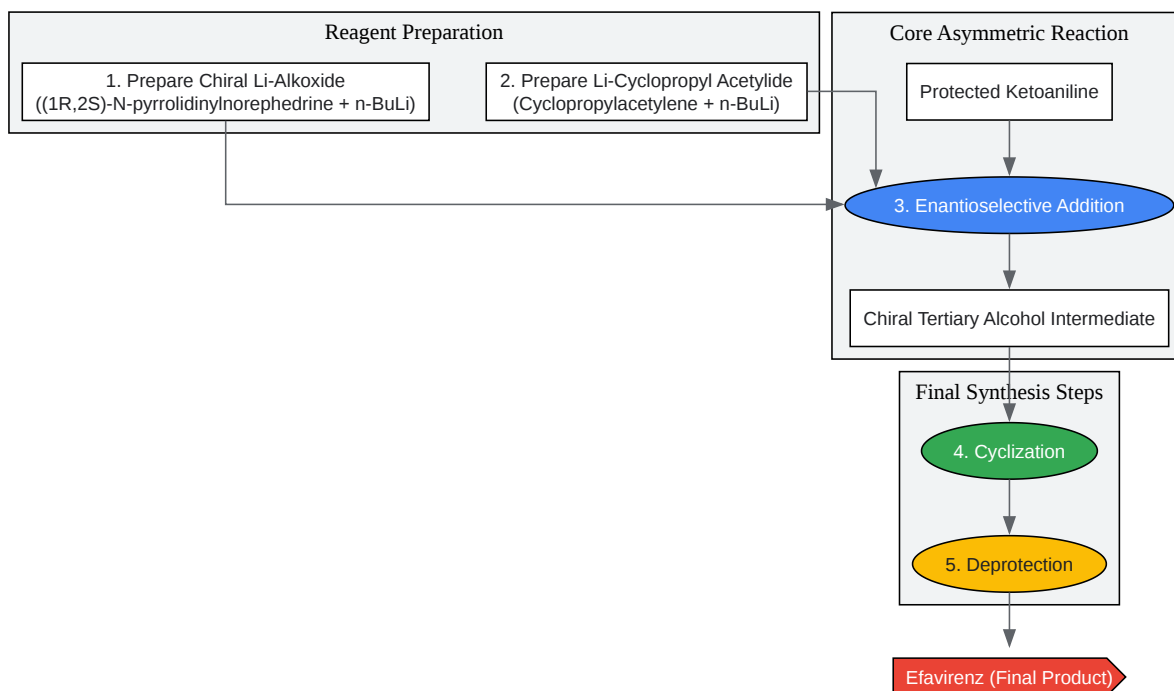 Reagent Preparation
1. Prepare Chiral Li-Alkoxide
((1R,2S)-N-pyrrolidinylnorephedrine + n-BuLi)
2. Prepare Li-Cyclopropyl Acetylide
(Cyclopropylacetylene + n-BuLi)
Core Asymmetric Reaction
Protected Ketoaniline
3. Enantioselective Addition
Chiral Tertiary Alcohol Intermediate
Final Synthesis Steps
4. Cyclization
5. Deprotection
Efavirenz (Final Product)